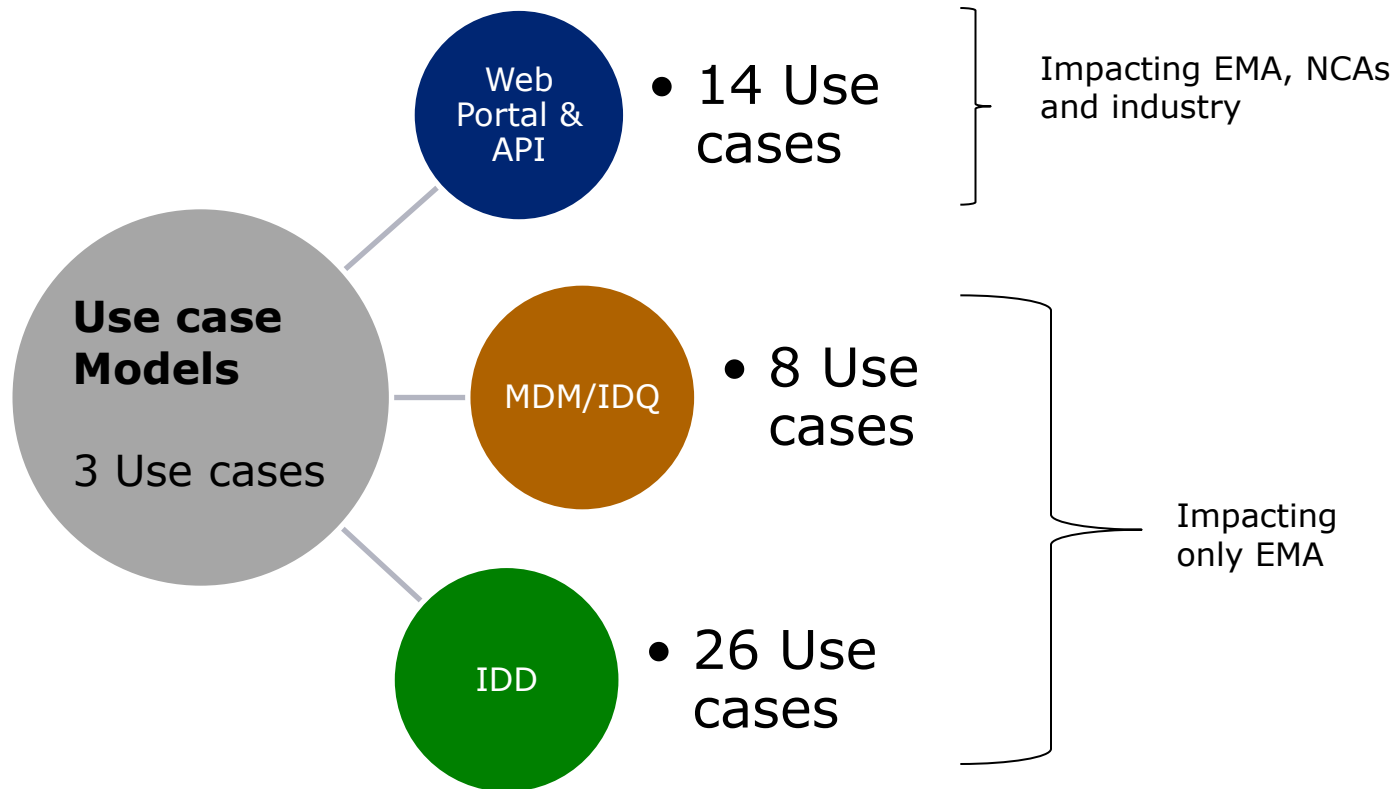 Web
Portal &
API
• 14 Use
cases
Impacting EMA, NCAs
and industry
Use case
Models
3 Use cases
MDM/IDQ
• 8 Use
cases
Impacting
only EMA
IDD
• 26 Use
cases